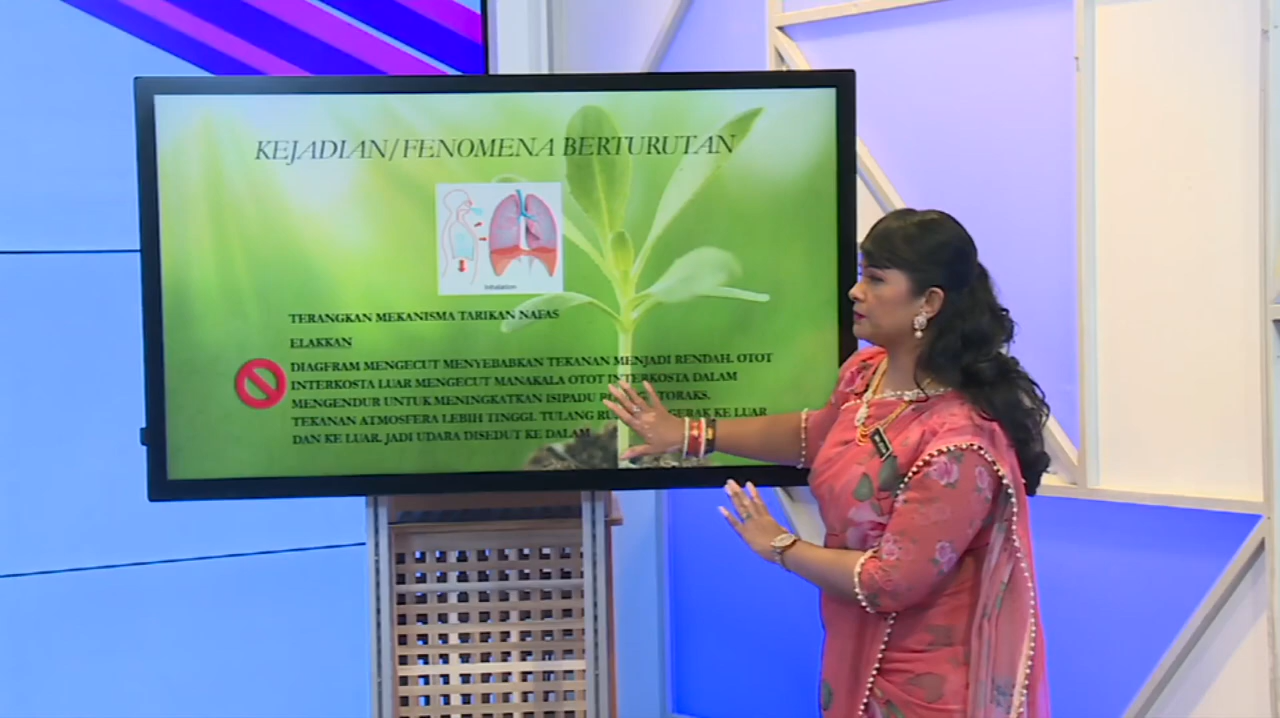 KEJADIAN/FENOMENA BERTURUTAN
Inhalation
TERANGKAN MEKANISMA TARIKAN NAFAS
ELAKKAN
DIAGFRAM MENGECUT MENYEBABKAN TEKANAN MENJADI RENDAH. OTOT
INTERKOSTA LUAR MENGECUT MANAKALA OTOT INTERKOSTA DALAM
MENGENDUR UNTUK MENINGKATKAN ISIPADU TORAKS.
TEKANAN ATMOSFERA LEBIH TINGGI. TULANG KE LUAR
DAN KE LUAR. JADI UDARA DISEDUT KE DALAM